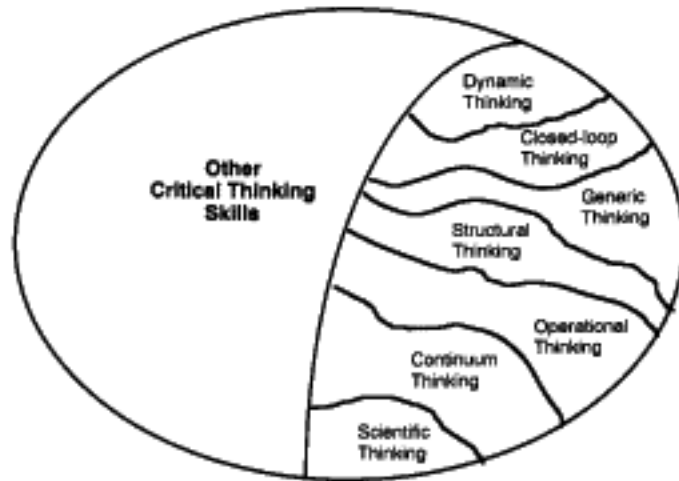 Dynamic
Thinking
Closed-loop
Thinking
Other
Critical Thinking
Skills
Generic
Thinking
Structural
Thinking
Operational
Thinking
Continuum
Thinking
Scientific
Thinking